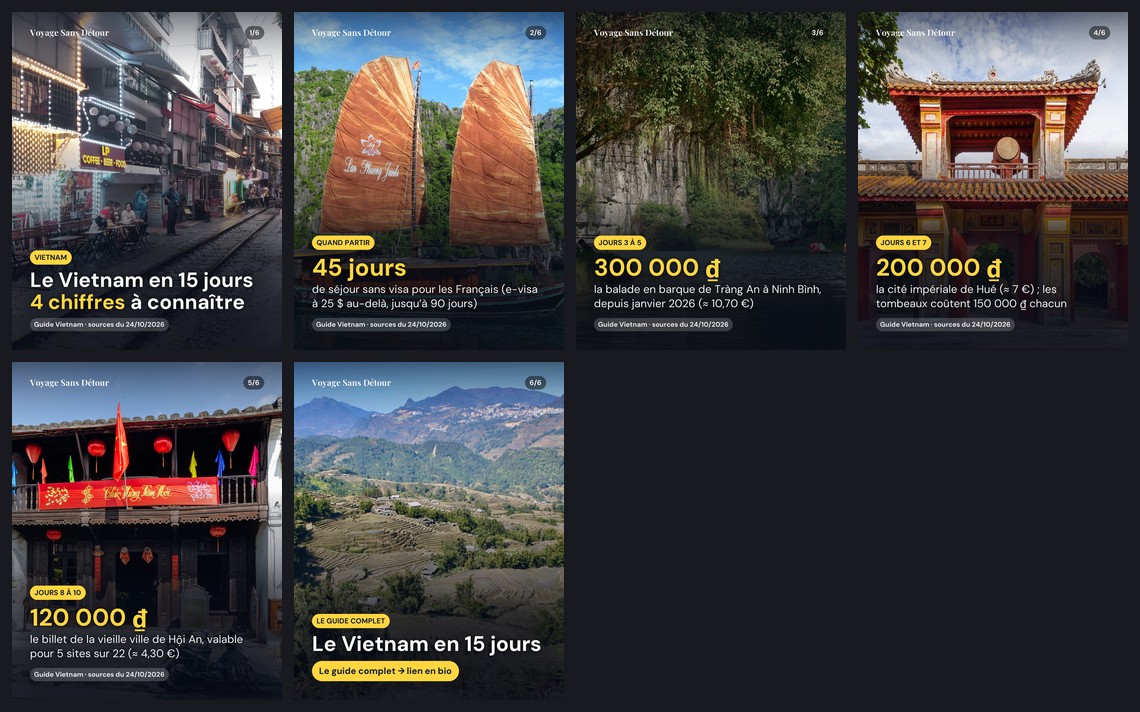 Voyage Sans Détour
1/6
LP
COFFEE - BEER - FOOD
VIETNAM
Le Vietnam en 15 jours
4 chiffres à connaître
Guide Vietnam · sources du 24/10/2026
Voyage Sans Détour
2/6
QUAND PARTIR
45 jours
de séjour sans visa pour les Français (e-visa
à 25 $ au-delà, jusqu'à 90 jours)
Guide Vietnam · sources du 24/10/2026
Voyage Sans Détour
3/6
JOURS 3 À 5
300 000 ₫
la balade en barque de Tràng An à Ninh Bình,
depuis janvier 2026 (≈ 10,70 €)
Guide Vietnam · sources du 24/10/2026
Voyage Sans Détour
4/6
JOURS 6 ET 7
200 000 ₫
la cité impériale de Huế (≈ 7 €) ; les
tombeaux coûtent 150 000 ₫ chacun
Guide Vietnam · sources du 24/10/2026
Voyage Sans Détour
5/6
Chúc Mừng Năm Mới
JOURS 8 À 10
120 000 ₫
le billet de la vieille ville de Hội An, valable
pour 5 sites sur 22 (≈ 4,30 €)
Guide Vietnam · sources du 24/10/2026
Voyage Sans Détour
6/6
LE GUIDE COMPLET
Le Vietnam en 15 jours
Le guide complet → lien en bio